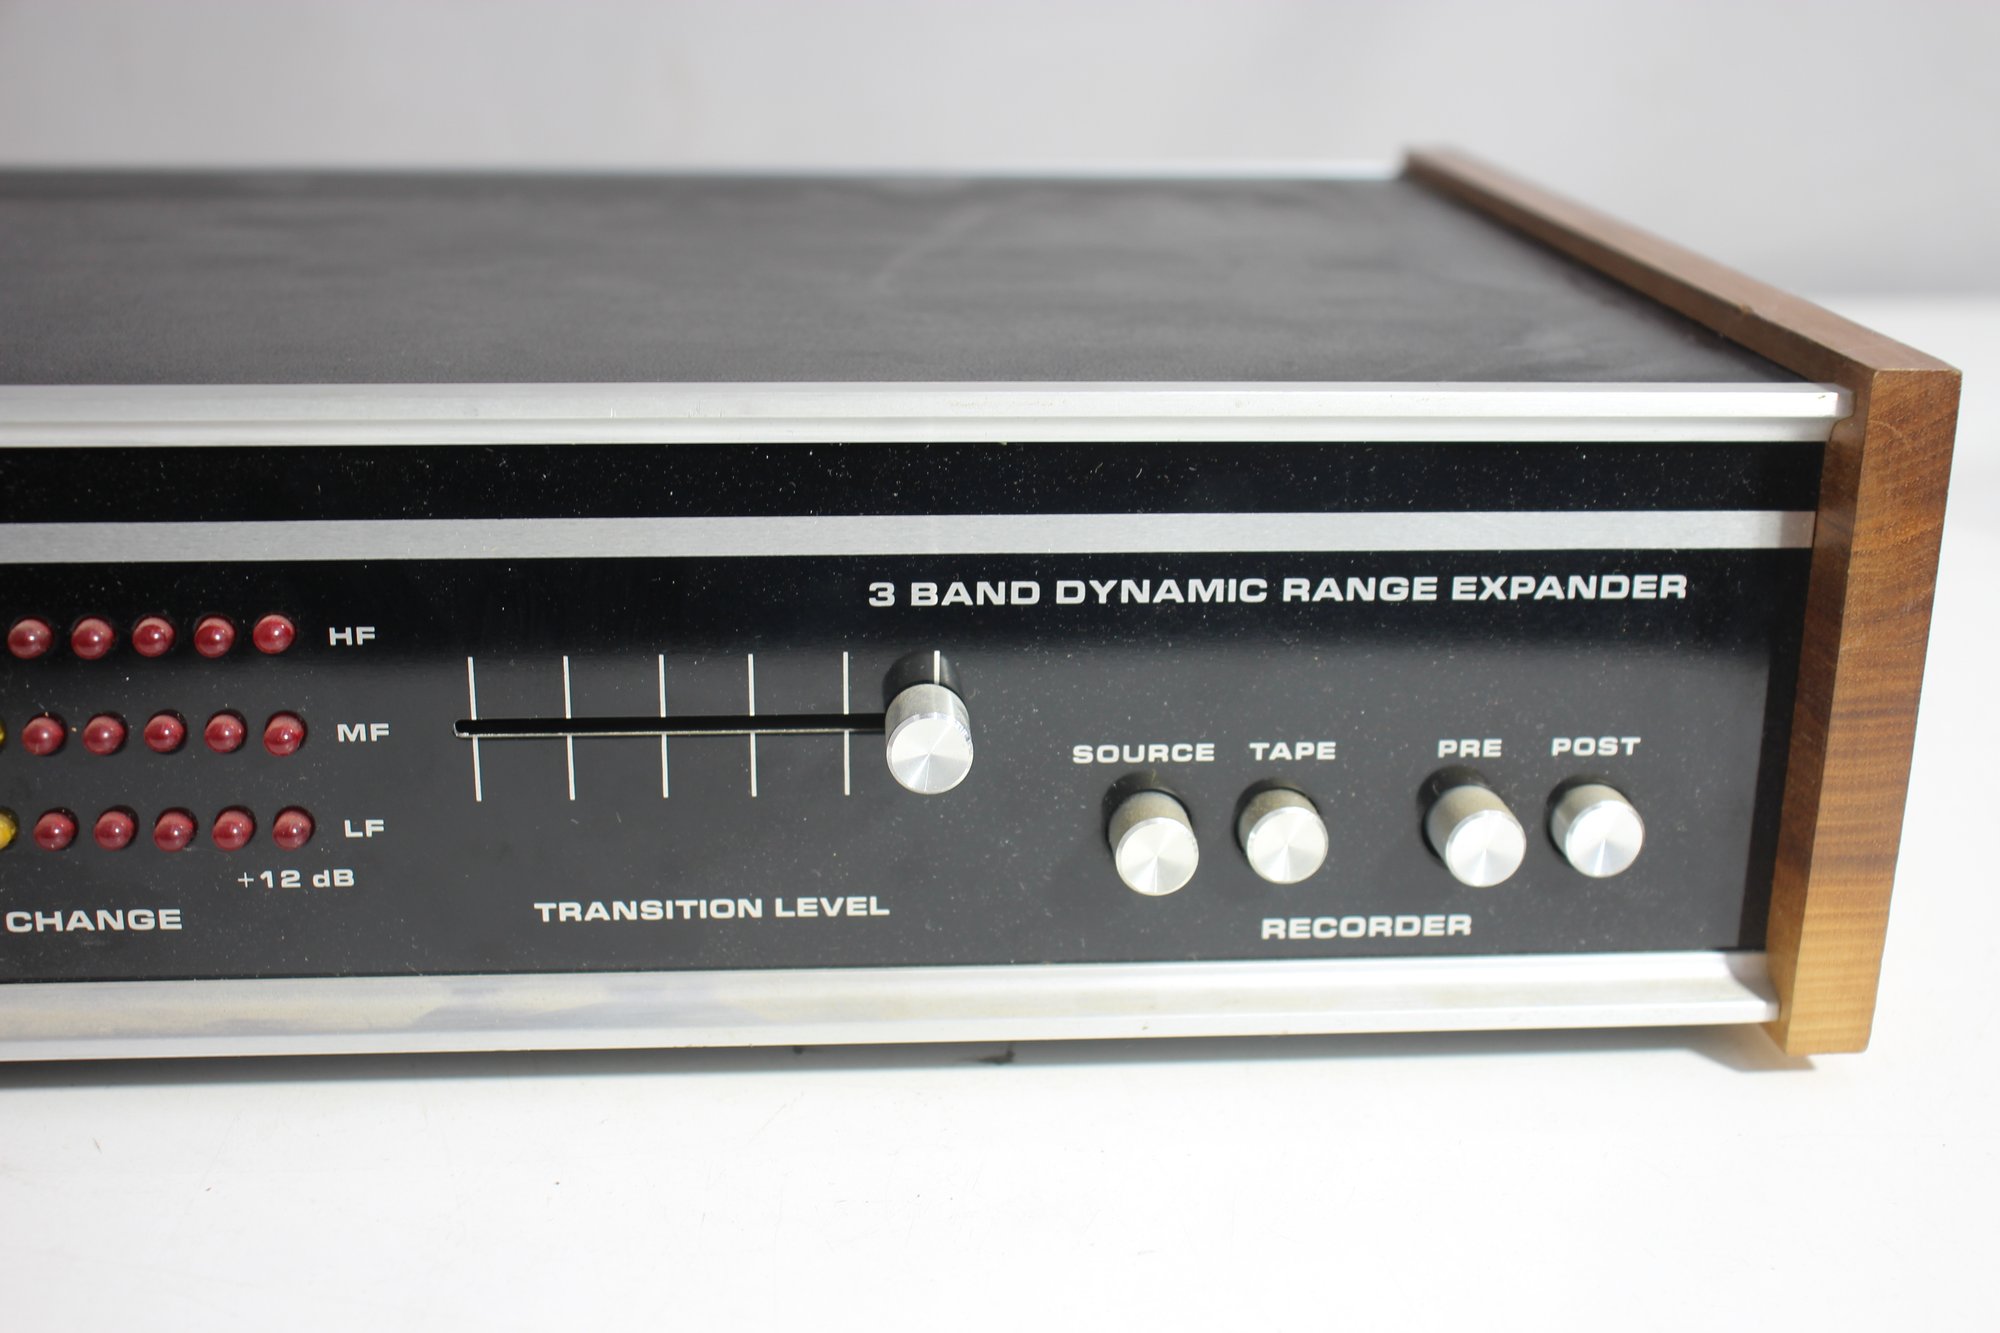 3 BAND DYNAMIC RANGE EXPANDER
HF
MF
LF
+12 dB
CHANGE
TRANSITION LEVEL
SOURCE TAPE PRE POST
RECORDER